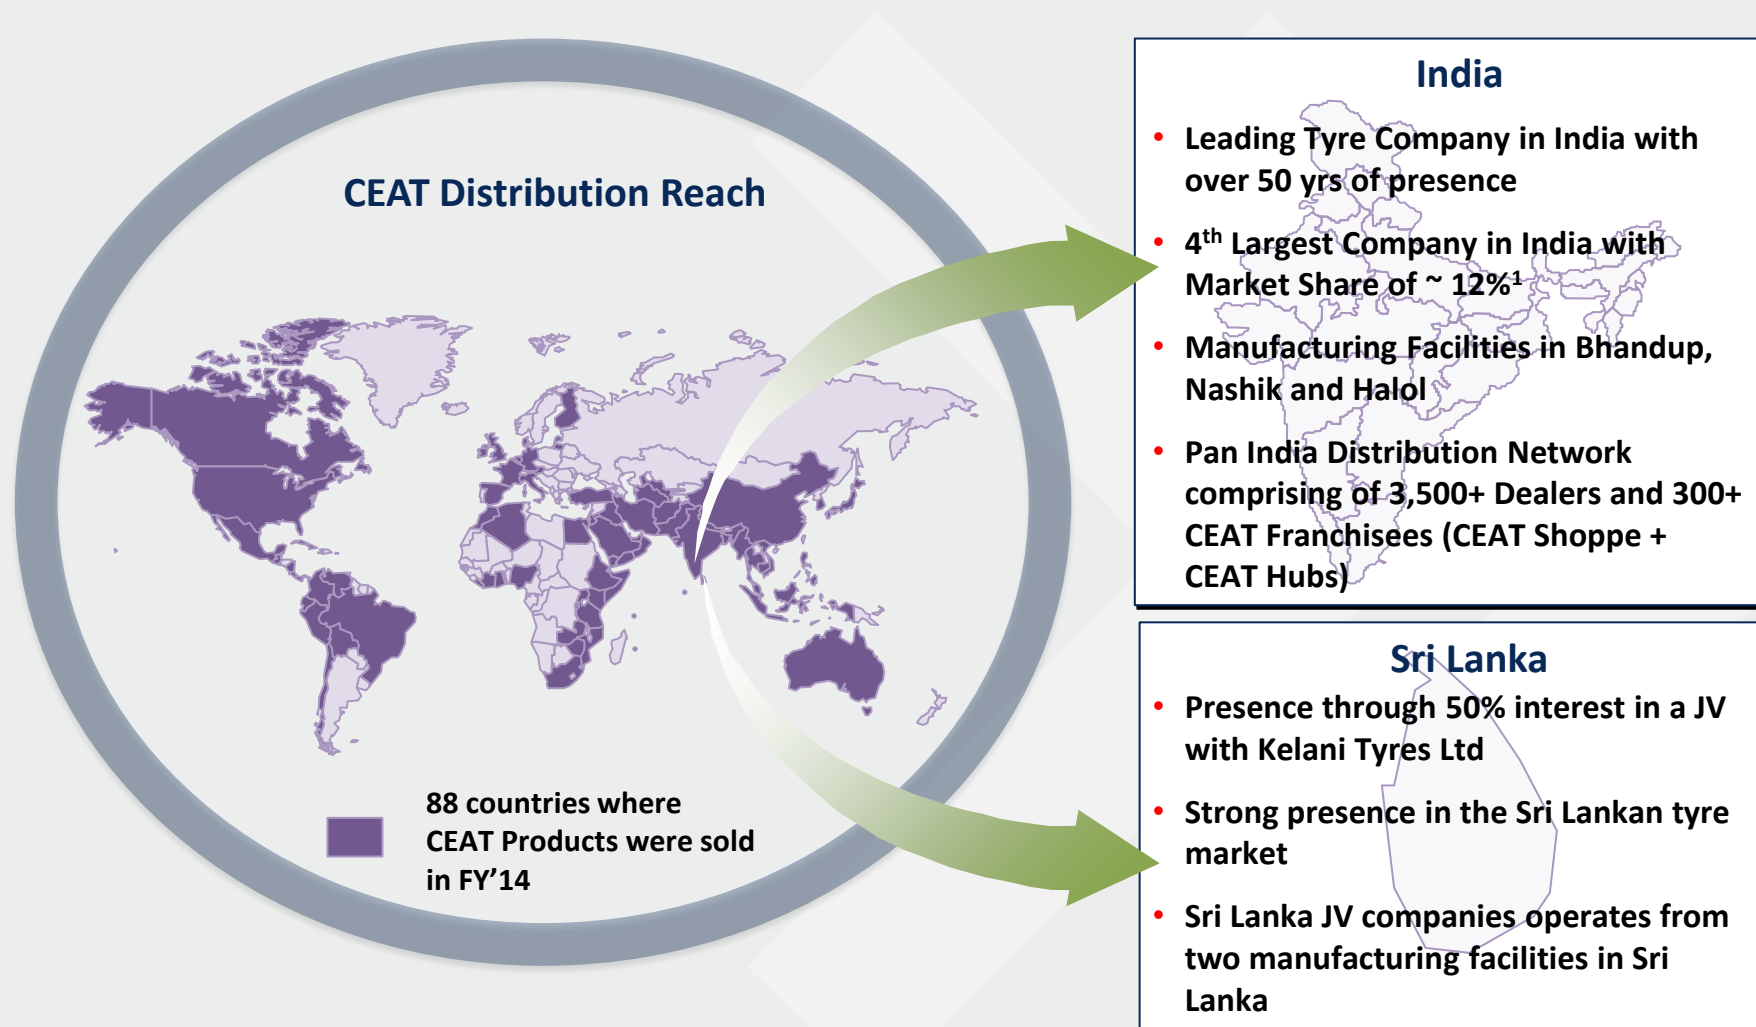 CEAT Distribution Reach
88 countries where
CEAT Products were sold
in FY’14
India
• Leading Tyre Company in India with
over 50 yrs of presence
• 4th Largest Company in India with
Market Share of ~ 12%1
• Manufacturing Facilities in Bhandup,
Nashik and Halol
• Pan India Distribution Network
comprising of 3,500+ Dealers and 300+
CEAT Franchisees (CEAT Shoppe +
CEAT Hubs)
Sri Lanka
• Presence through 50% interest in a JV
with Kelani Tyres Ltd
• Strong presence in the Sri Lankan tyre
market
• Sri Lanka JV companies operates from
two manufacturing facilities in Sri
Lanka